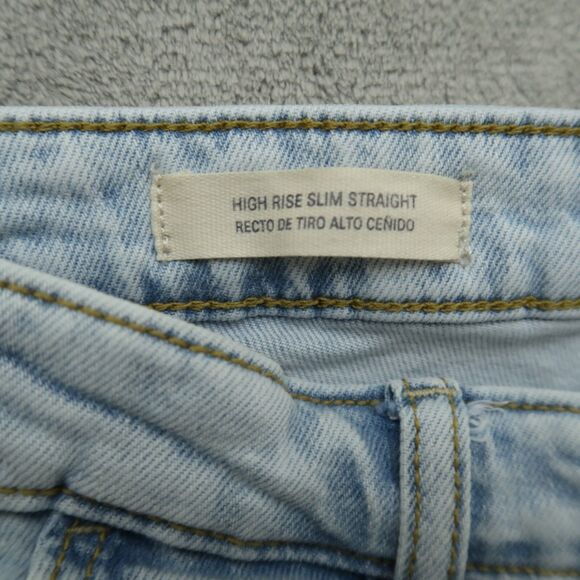 HIGH RISE SLIM STRAIGHT
RECTO DE TIRO ALTO CEÑIDO